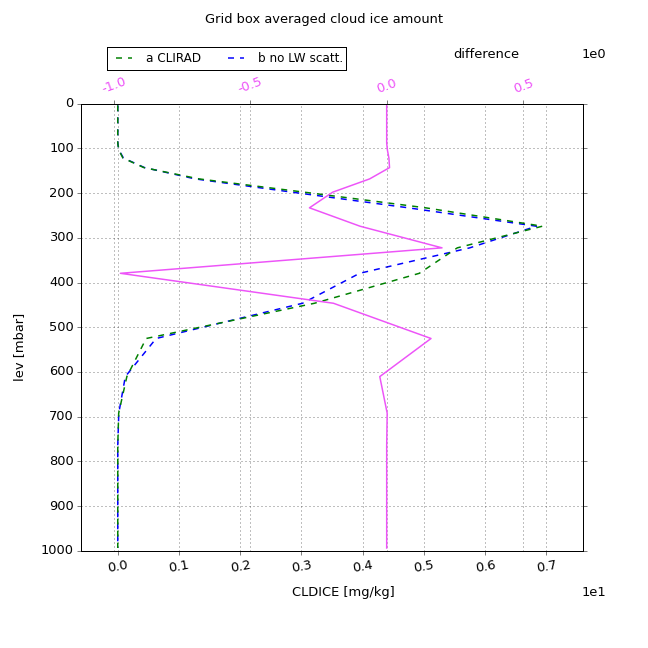 Grid box averaged cloud ice amount
a CLIRAD b no LW scatt.
difference 1e0
-1.0 -0.5 0.0 0.5
0
100
200
300
400
500
600
700
800
900
1000
lev [mbar]
0.0 0.1 0.2 0.3 0.4 0.5 0.6 0.7
CLDICE [mg/kg] 1e1